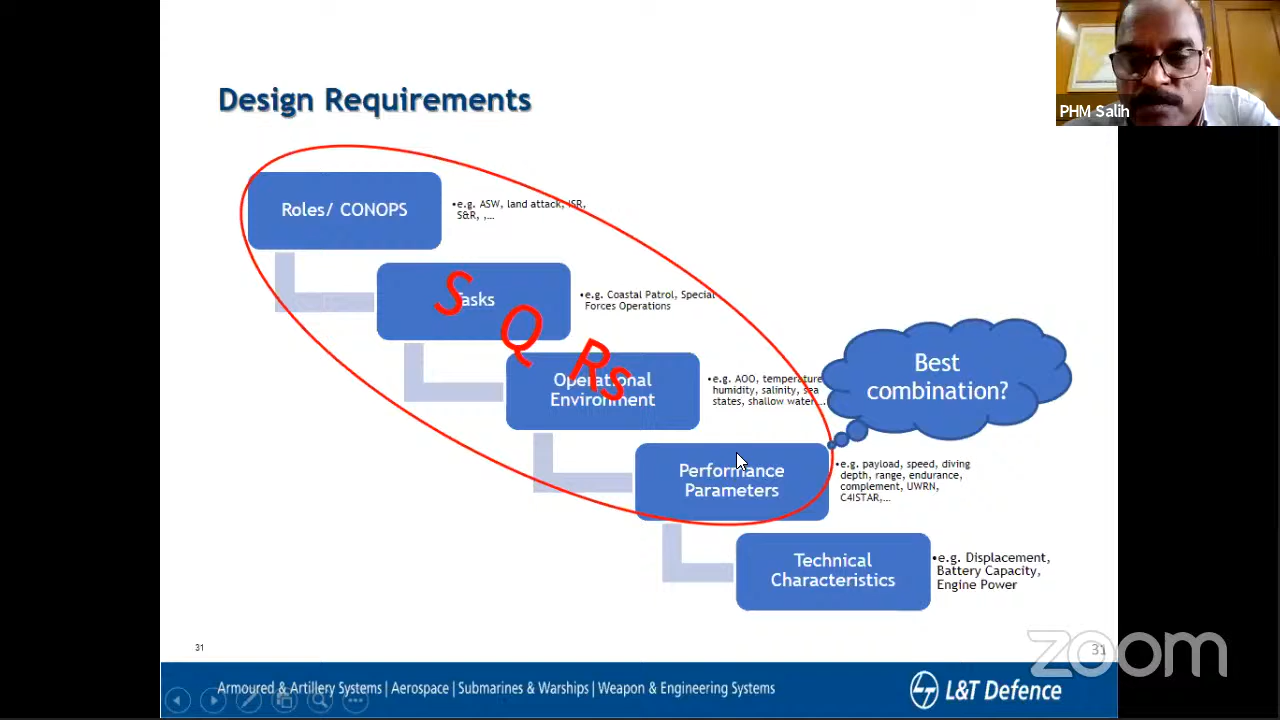 Design Requirements
PHM Salih
Roles/ CONOPS
•e.g. ASW, land attack, ISR,
S&R, ,...
Tasks
•e.g. Coastal Patrol, Special
Forces Operations
S Q Rs
Operational
Environment
•e.g. AOO, temperature
humidity, salinity, sea
states, shallow water,..
Best
combination?
Performance
Parameters
•e.g. payload, speed, diving
depth, range, endurance,
complement, UWRN,
C4ISTAR,...
Technical
Characteristics
•e.g. Displacement,
Battery Capacity,
Engine Power
31
31
zoom
Armoured & Artillery Systems | Aerospace | Submarines & Warships | Weapon & Engineering Systems
L&T Defence